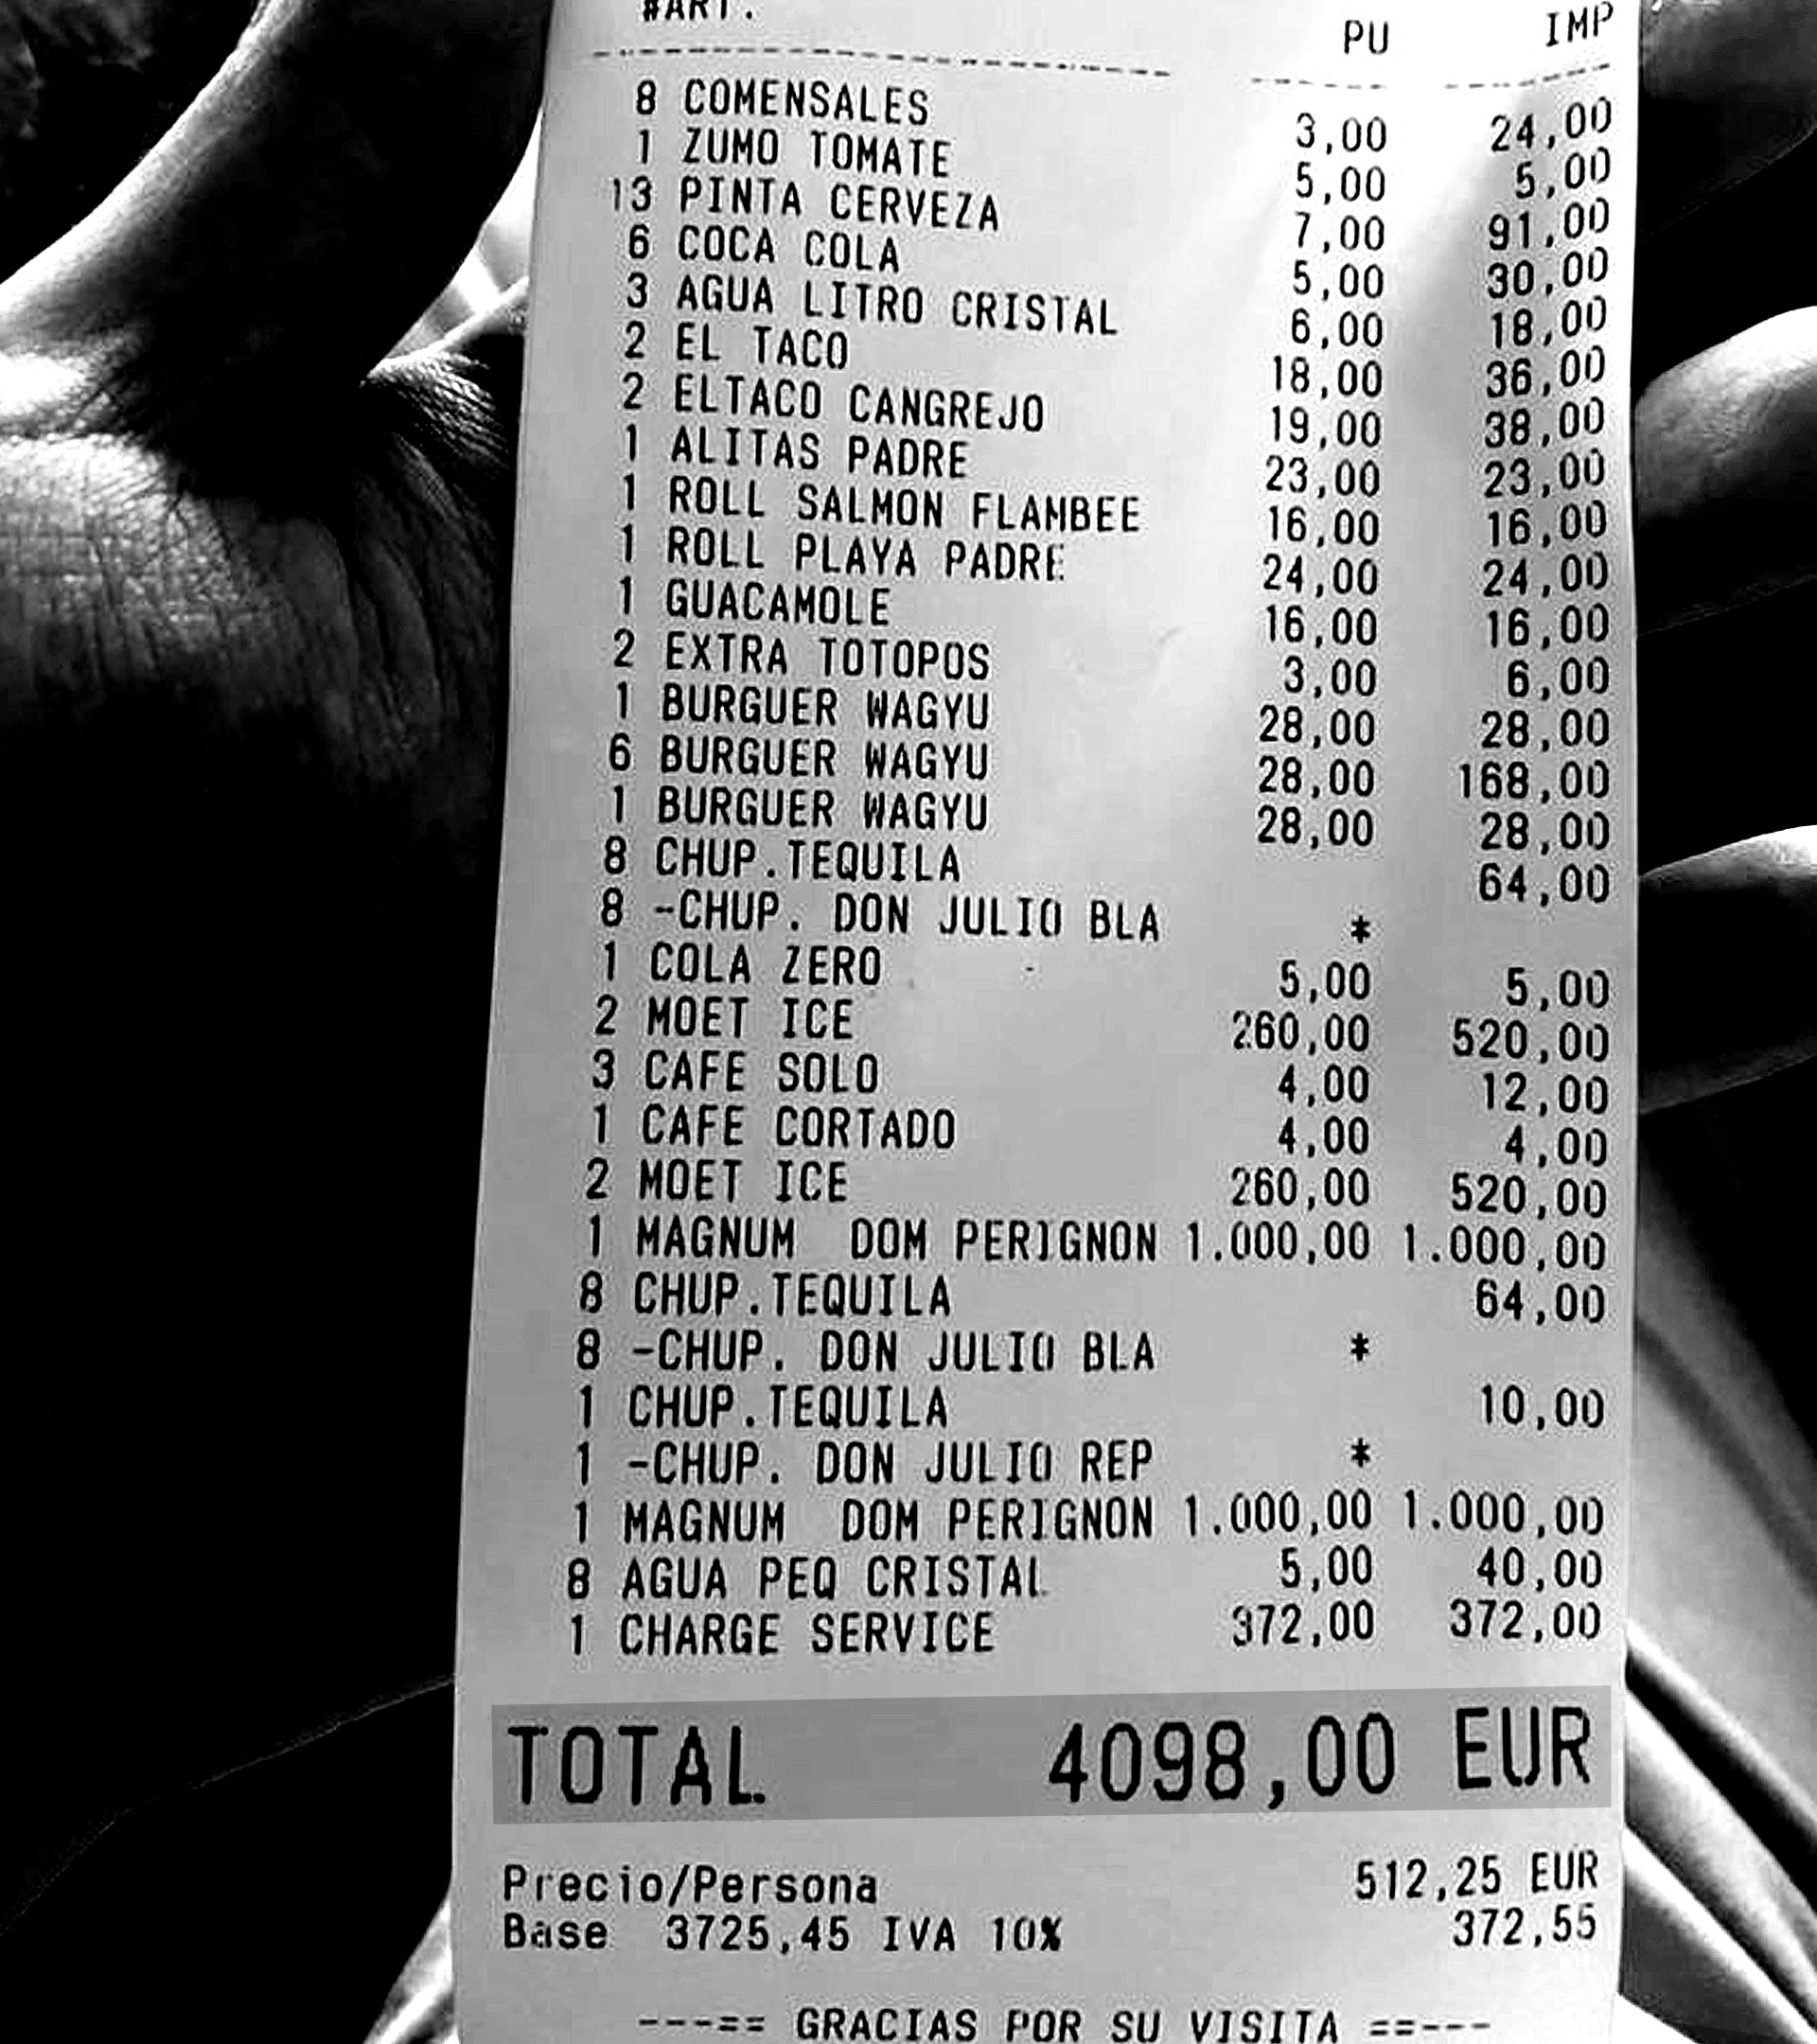 #ART. PU IMP
8 COMENSALES 3,00 24,00
1 ZUMO TOMATE 5,00 5,00
13 PINTA CERVEZA 7,00 91,00
6 COCA COLA 5,00 30,00
3 AGUA LITRO CRISTAL 6,00 18,00
2 EL TACO 18,00 36,00
2 ELTACO CANGREJO 19,00 38,00
1 ALITAS PADRE 23,00 23,00
1 ROLL SALMON FLAMBEE 16,00 16,00
1 ROLL PLAYA PADRE 24,00 24,00
1 GUACAMOLE 16,00 16,00
2 EXTRA TOTOPOS 3,00 6,00
1 BURGUER WAGYU 28,00 28,00
6 BURGUER WAGYU 28,00 168,00
1 BURGUER WAGYU 28,00 28,00
8 CHUP.TEQUILA 64,00
8 -CHUP. DON JULIO BLA *
1 COLA ZERO 5,00 5,00
2 MOET ICE 260,00 520,00
3 CAFE SOLO 4,00 12,00
1 CAFE CORTADO 4,00 4,00
2 MOET ICE 260,00 520,00
1 MAGNUM DOM PERIGNON 1.000,00 1.000,00
8 CHUP.TEQUILA 64,00
8 -CHUP. DON JULIO BLA *
1 CHUP.TEQUILA 10,00
1 -CHUP. DON JULIO REP *
1 MAGNUM DOM PERIGNON 1.000,00 1.000,00
8 AGUA PEQ CRISTAL 5,00 40,00
1 CHARGE SERVICE 372,00 372,00
TOTAL 4098,00 EUR
Precio/Persona 512,25 EUR
Base 3725,45 IVA 10% 372,55
---== GRACIAS POR SU VISITA ==---